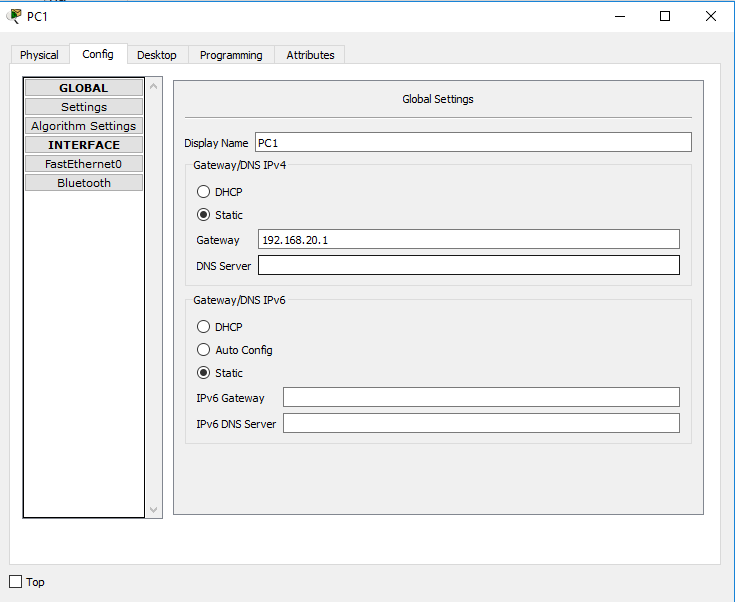 PC1
Physical Config Desktop Programming Attributes
GLOBAL
Settings
Algorithm Settings
INTERFACE
FastEthernet0
Bluetooth
Global Settings
Display Name PC1
Gateway/DNS IPv4
DHCP
Static
Gateway 192.168.20.1
DNS Server
Gateway/DNS IPv6
DHCP
Auto Config
Static
IPv6 Gateway
IPv6 DNS Server
Top